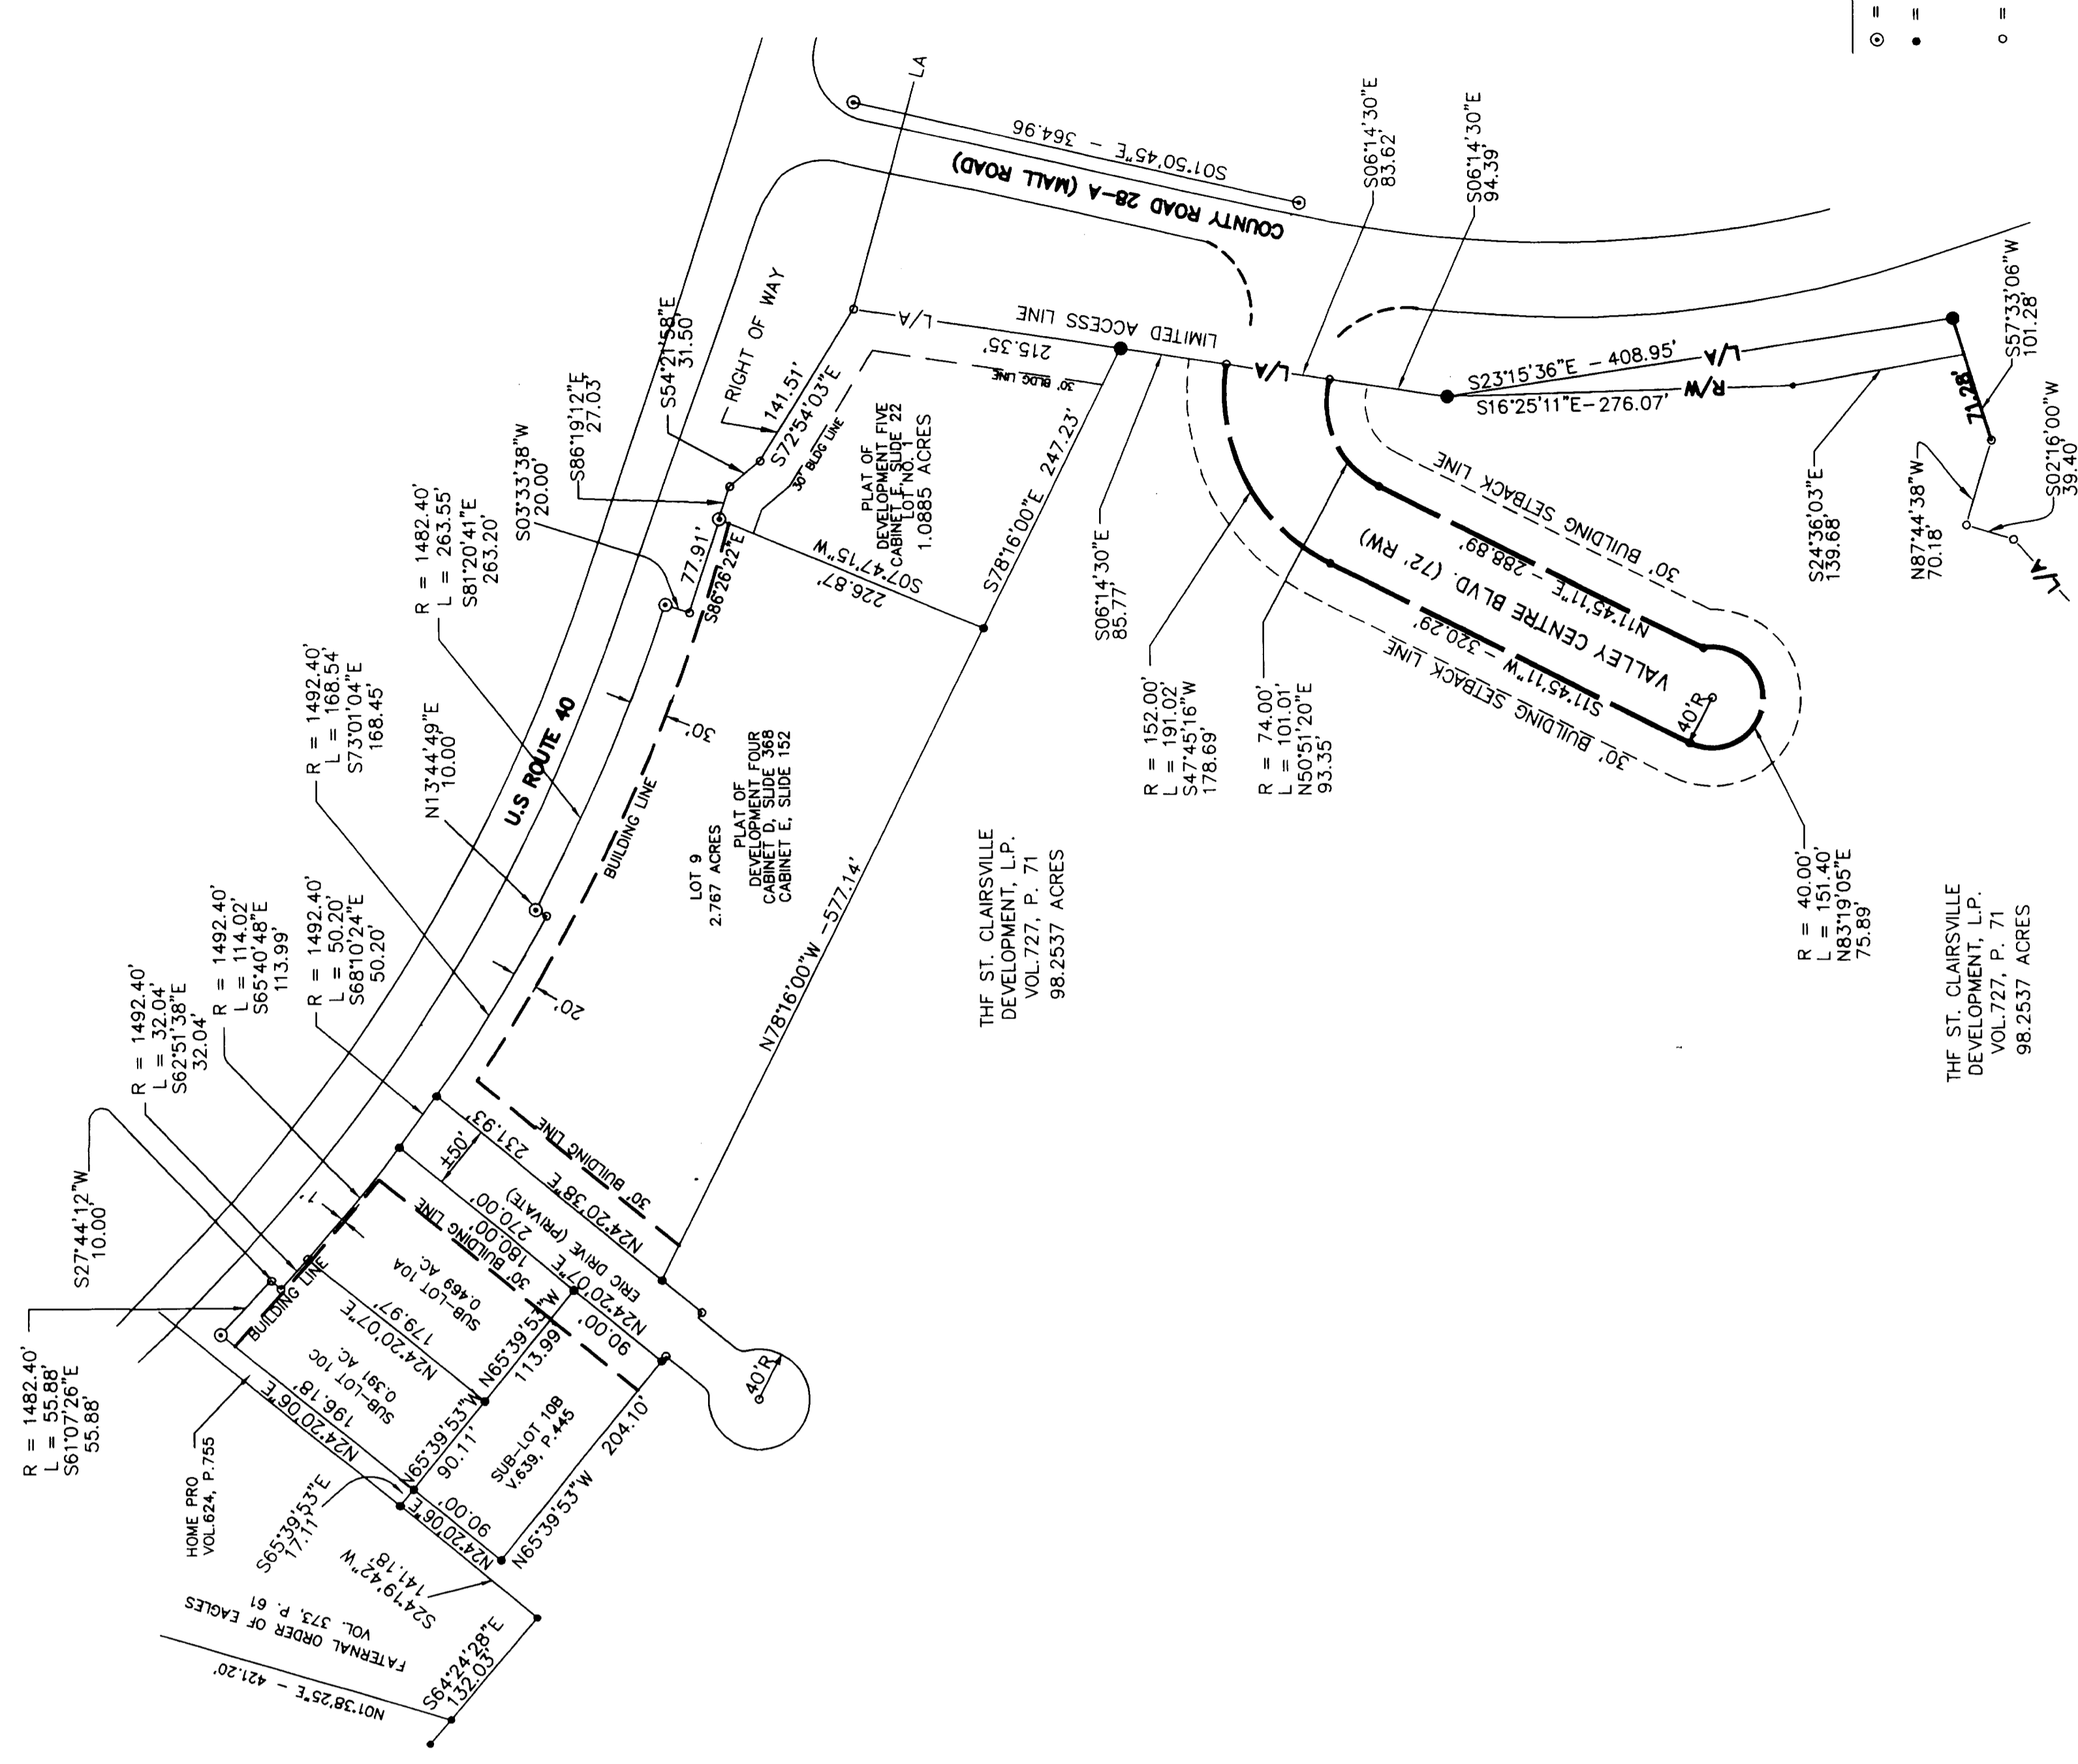 R = 1482.40'
L = 55.88'
S61°07'26"E
55.88'
S27°44'12"W
10.00'
R = 1492.40'
L = 32.04'
S62°51'38"E
32.04'
R = 1492.40'
L = 114.02'
S65°40'48"E
113.99'
R = 1492.40'
L = 50.20'
S68°10'24"E
50.20'
R = 1492.40'
L = 168.54'
S73°01'04"E
168.45'
N13°44'49"E
10.00'
R = 1482.40'
L = 263.55'
S81°20'41"E
263.20'
S03°33'38"W
20.00'
S86°19'12"E
27.03'
S54°21'58"E
31.50'
RIGHT OF WAY
141.51'
S72°54'03"E
30' BLDG LINE
LA
S01°50'45"E - 364.96
COUNTY ROAD 28-A (MALL ROAD)
L/A
LIMITED ACCESS LINE
215.35'
30' BLDG LINE
PLAT OF
DEVELOPMENT FIVE
CABINET E, SLIDE 22
LOT NO. 1
1.0885 ACRES
77.91'
S86°26'22"E
S07°47'15"W
226.87'
S78°16'00"E 247.23'
U.S ROUTE 40
30'
BUILDING LINE
20'
LOT 9
2.767 ACRES
PLAT OF
DEVELOPMENT FOUR
CABINET D, SLIDE 368
CABINET E, SLIDE 152
N78°16'00"W -577.14'
THF ST. CLAIRSVILLE
DEVELOPMENT, L.P.
VOL.727, P. 71
98.2537 ACRES
S06°14'30"E
83.62'
S06°14'30"E
94.39'
L/A
S06°14'30"E
85.77'
S23°15'36"E - 408.95'
L/A
R/W
S16°25'11"E-276.07'
71.28'
S57°33'06"W
101.28'
S24°36'03"E
139.68'
N87°44'38"W
70.18'
S02°16'00"W
39.40'
L/A
R = 152.00'
L = 191.02'
S47°45'16"W
178.69'
R = 74.00'
L = 101.01'
N50°51'20"E
93.35'
30' BUILDING SETBACK LINE
N11°45'11"E - 288.89'
VALLEY CENTRE BLVD. (72' RW)
S11°45'11"W - 320.29'
30' BUILDING SETBACK LINE
40'R
R = 40.00'
L = 151.40'
N83°19'05"E
75.89'
THF ST. CLAIRSVILLE
DEVELOPMENT, L.P.
VOL.727, P. 71
98.2537 ACRES
30' BUILDING LINE
231.93'
N24°20'38"E
±50'
ERIC DRIVE (PRIVATE)
270.00'
N24°20'07"E
180.00'
90.00'
30' BUILDING LINE
1'
BUILDING LINE
SUB-LOT 10A
0.469 AC.
N24°20'07"E
179.97'
N65°39'53"W
113.99
SUB-LOT 10C
0.391 AC.
196.18'
N24°20'06"E
N65°39'53"W
90.11'
SUB-LOT 10B
V.639, P.445
204.10'
N65°39'53"W
90.00'
N24°20'06"E
40'R
HOME PRO
VOL.624, P.755
S65°39'53"E
17.11'
S24°19'42"W
141.18'
FATERNAL ORDER OF EAGLES
VOL. 373, P. 61
S64°24'28"E
132.03'
N01°38'25"E - 421.20'
=
=
=